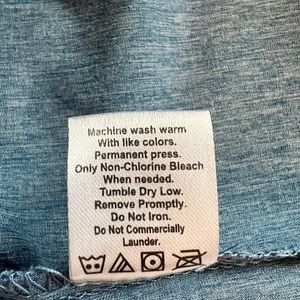 Machine wash warm
With like colors.
Permanent press.
Only Non-Chlorine Bleach
When needed.
Tumble Dry Low.
Remove Promptly.
Do Not Iron.
Do Not Commercially
Launder.